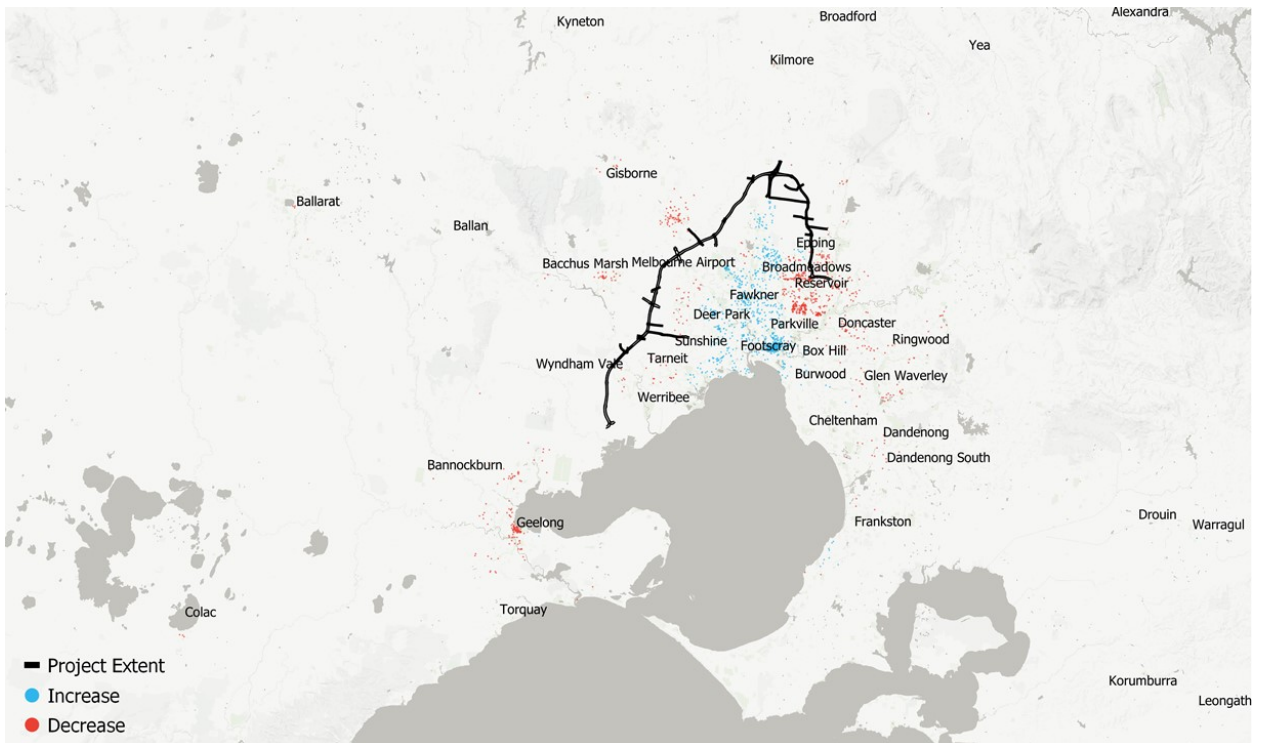 Alexandra
Broadford
Kyneton
Yea
Kilmore
Gisborne
Ballarat
Ballan
Epping
Bacchus Marsh
Melbourne Airport
Broadmeadows
Reservoir
Fawkner
Deer Park
Parkville
Doncaster
Sunshine
Footscray
Box Hill
Ringwood
Tarneit
Wyndham Vale
Burwood
Glen Waverley
Werribee
Cheltenham
Dandenong
Dandenong South
Bannockburn
Geelong
Frankston
Drouin
Warragul
Torquay
Colac
Korumburra
Leongath
Project Extent
Increase
Decrease